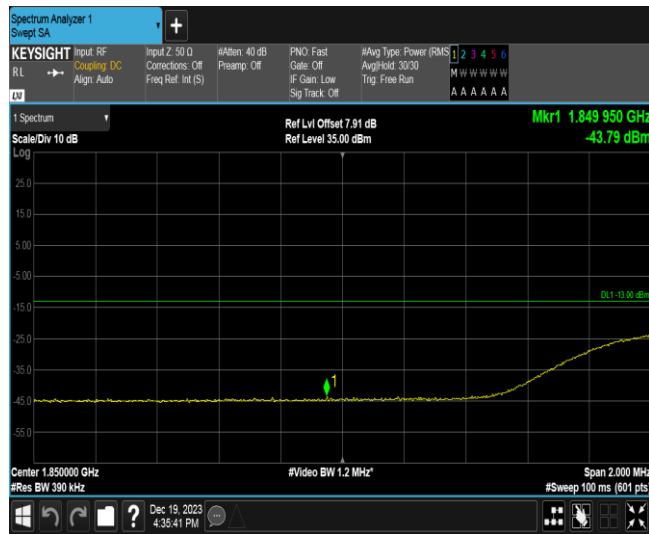 Spectrum Analyzer 1
Swept SA
+
KEYSIGHT
RL
LXI
Input: RF
Coupling: DC
Align: Auto
Input Z: 50 Ω
Corrections: Off
Freq Ref: Int (S)
#Atten: 40 dB
Preamp: Off
PNO: Fast
Gate: Off
IF Gain: Low
Sig Track: Off
#Avg Type: Power (RMS
Avg|Hold: 30/30
Trig: Free Run
1 2 3 4 5 6
M W W W W W
A A A A A A
1 Spectrum
Scale/Div 10 dB
Log
Ref Lvl Offset 7.91 dB
Ref Level 35.00 dBm
Mkr1 1.849 950 GHz
-43.79 dBm
25.0
15.0
5.00
-5.00
DL1 -13.00 dBm
-15.0
-25.0
-35.0
1
-45.0
-55.0
Center 1.850000 GHz
#Res BW 390 kHz
#Video BW 1.2 MHz*
Span 2.000 MHz
#Sweep 100 ms (601 pts
?
Dec 19, 2023
4:35:41 PM